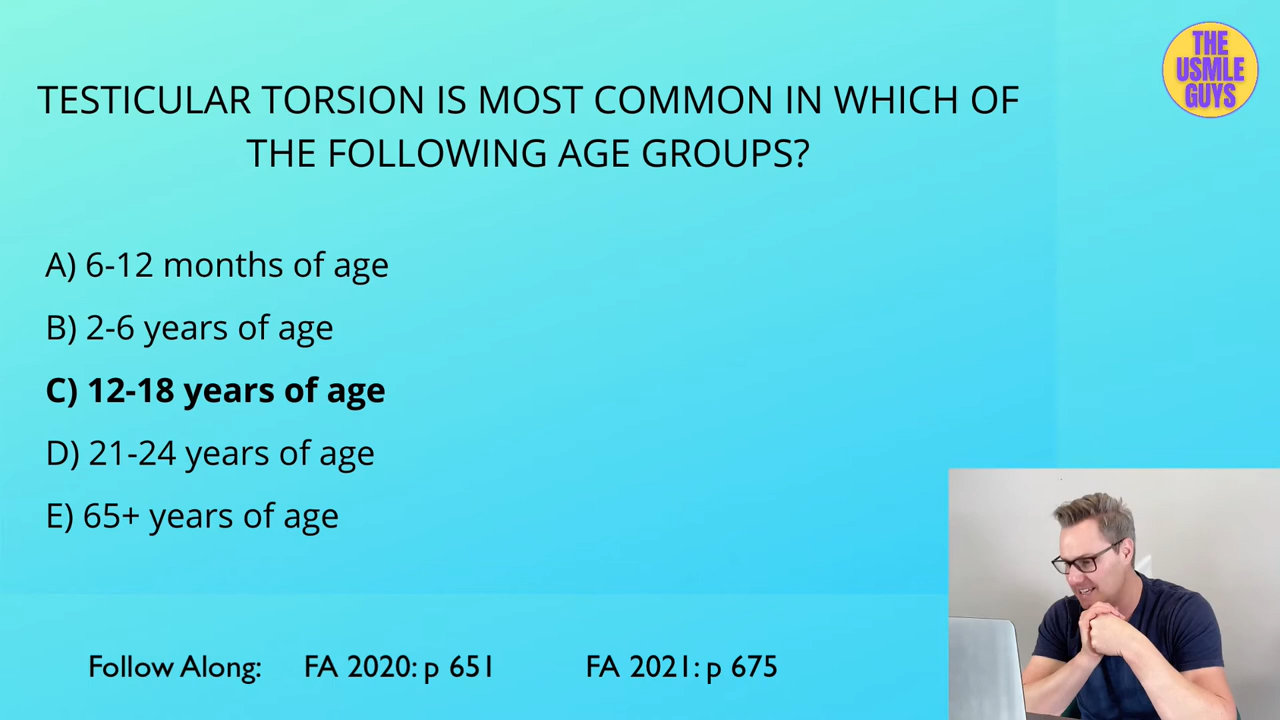 THE
USMLE
GUYS
TESTICULAR TORSION IS MOST COMMON IN WHICH OF
THE FOLLOWING AGE GROUPS?
A) 6-12 months of age
B) 2-6 years of age
C) 12-18 years of age
D) 21-24 years of age
E) 65+ years of age
Follow Along: FA 2020: p 651 FA 2021: p 675